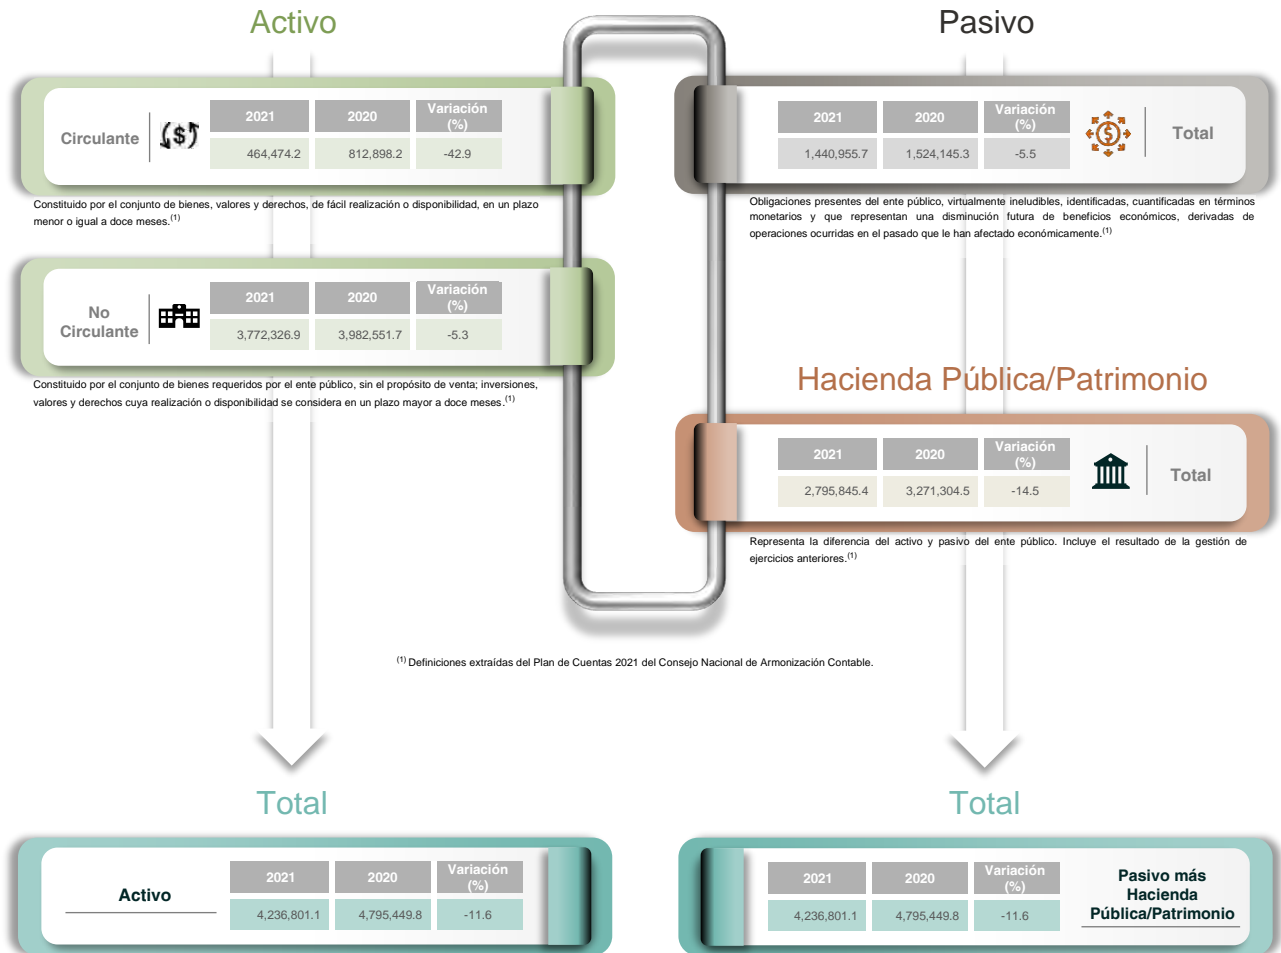 Activo
Circulante
2021 2020 Variación (%)
464,474.2 812,898.2 -42.9
Constituido por el conjunto de bienes, valores y derechos, de fácil realización o disponibilidad, en un plazo
menor o igual a doce meses.(1)
No
Circulante
2021 2020 Variación (%)
3,772,326.9 3,982,551.7 -5.3
Constituido por el conjunto de bienes requeridos por el ente público, sin el propósito de venta; inversiones,
valores y derechos cuya realización o disponibilidad se considera en un plazo mayor a doce meses.(1)
Pasivo
2021 2020 Variación (%)
1,440,955.7 1,524,145.3 -5.5
Total
Obligaciones presentes del ente público, virtualmente ineludibles, identificadas, cuantificadas en términos
monetarios y que representan una disminución futura de beneficios económicos, derivadas de
operaciones ocurridas en el pasado que le han afectado económicamente.(1)
Hacienda Pública/Patrimonio
2021 2020 Variación (%)
2,795,845.4 3,271,304.5 -14.5
Total
Representa la diferencia del activo y pasivo del ente público. Incluye el resultado de la gestión de
ejercicios anteriores.(1)
(1) Definiciones extraídas del Plan de Cuentas 2021 del Consejo Nacional de Armonización Contable.
Total
Activo
2021 2020 Variación (%)
4,236,801.1 4,795,449.8 -11.6
Total
2021 2020 Variación (%)
4,236,801.1 4,795,449.8 -11.6
Pasivo más
Hacienda
Pública/Patrimonio